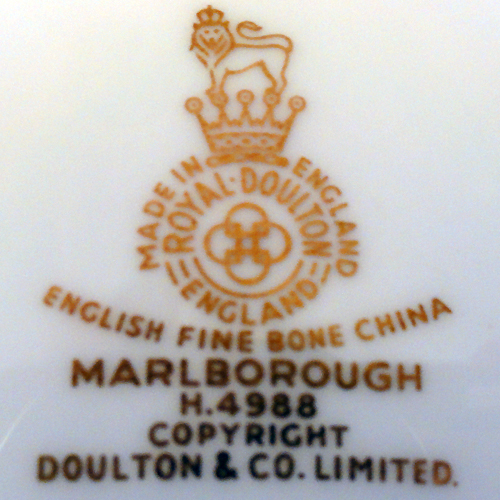 MADE IN ENGLAND
ROYAL·DOULTON
ENGLAND
ENGLISH FINE BONE CHINA
MARLBOROUGH
H.4988
COPYRIGHT
DOULTON & CO. LIMITED.